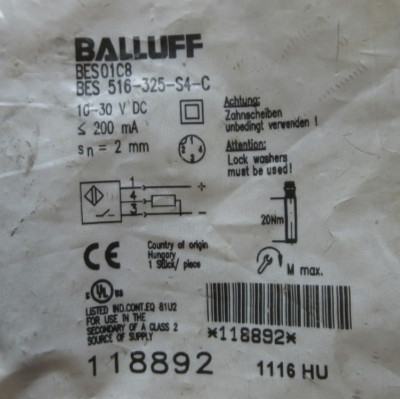 BALLUFF
BES01C8
BES 516-325-S4-C
10-30 V DC
≤ 200 mA
sn = 2 mm
Achtung:
Zahnscheiben
unbedingt verwenden !
Attention:
Lock washers
must be used!
1
4
3
+
-
20Nm
M max.
CE
Country of origin
Hungary
1 Stück/ piece
UL US
LISTED IND.CONT.EQ 81U2
FOR USE IN THE
SECONDARY OF A CLASS 2
SOURCE OF SUPPLY
*118892*
118892
1116 HU